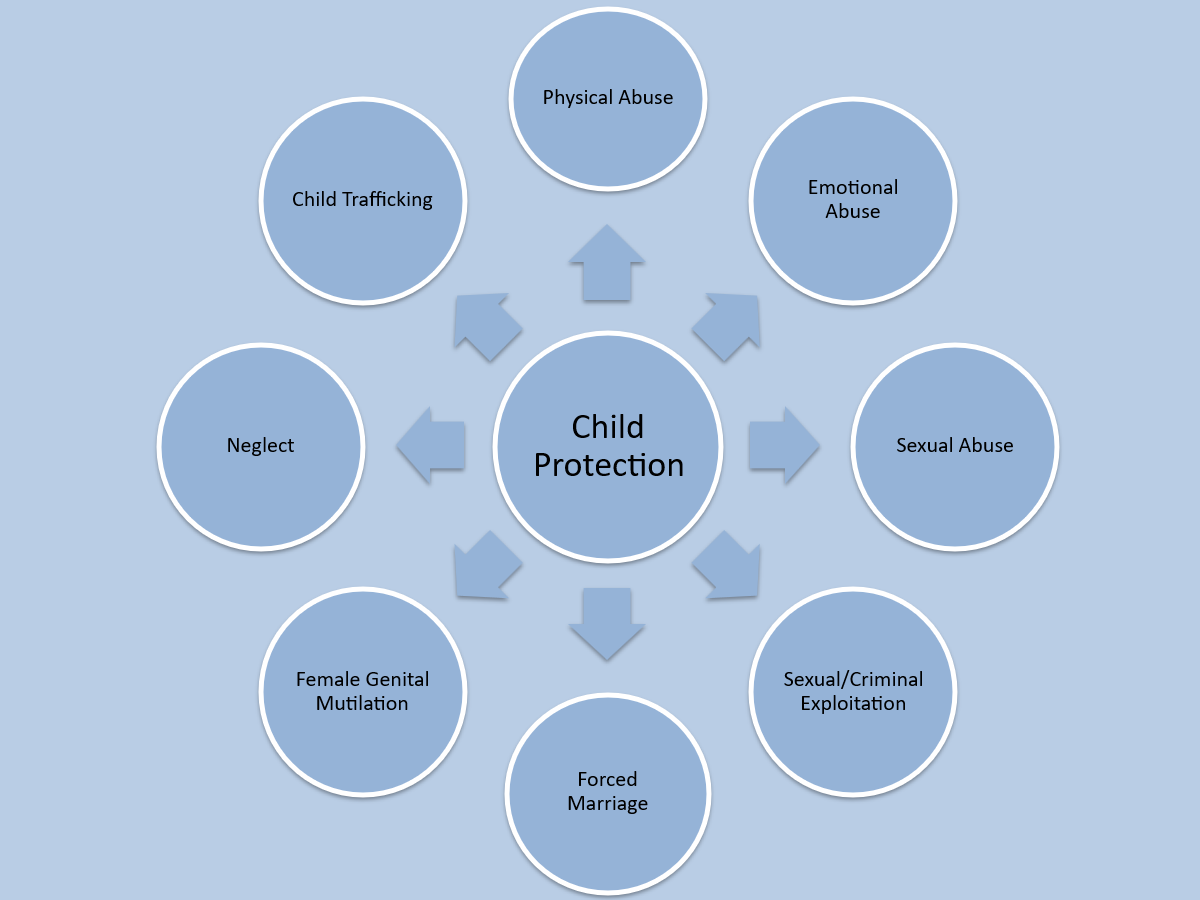 Physical Abuse
Child Trafficking
Emotional
Abuse
Child
Protection
Neglect
Sexual Abuse
Female Genital
Mutilation
Sexual/Criminal
Exploitation
Forced
Marriage